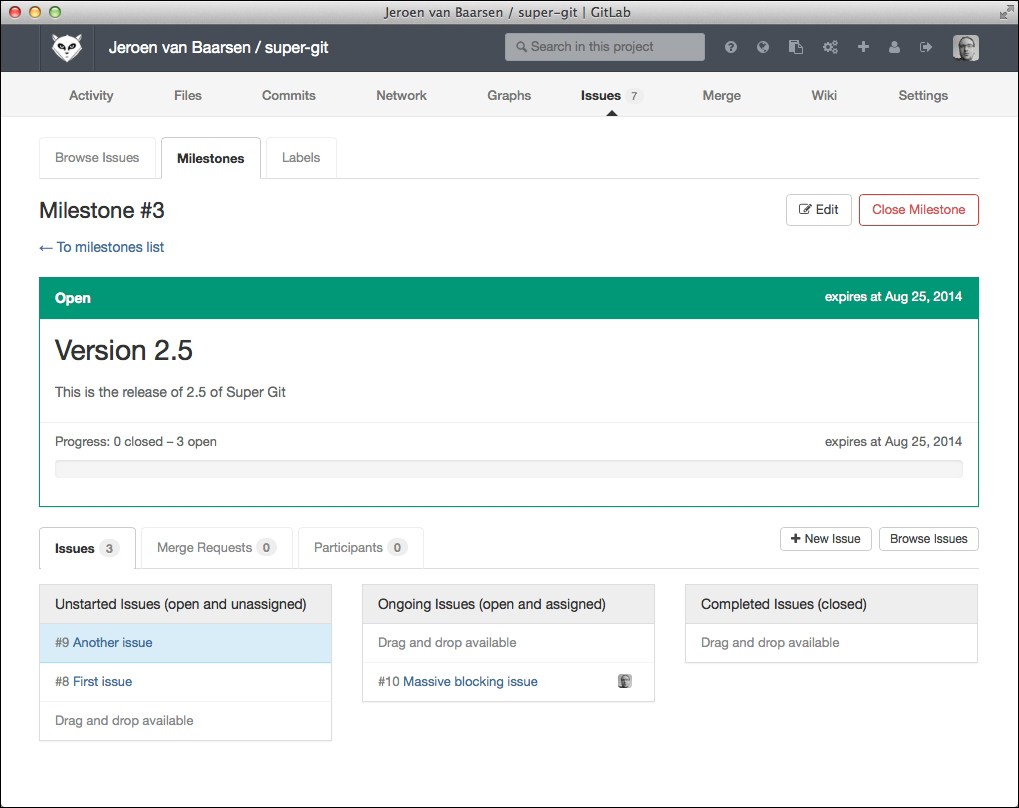 Jeroen van Baarsen / super-git | GitLab
Jeroen van Baarsen / super-git
Search in this project
Activity Files Commits Network Graphs Issues 7 Merge Wiki Settings
Browse Issues Milestones Labels
Milestone #3
Edit Close Milestone
← To milestones list
Open expires at Aug 25, 2014
Version 2.5
This is the release of 2.5 of Super Git
Progress: 0 closed – 3 open expires at Aug 25, 2014
Issues 3 Merge Requests 0 Participants 0
New Issue Browse Issues
Unstarted Issues (open and unassigned)
#9 Another issue
#8 First issue
Drag and drop available
Ongoing Issues (open and assigned)
Drag and drop available
#10 Massive blocking issue
Completed Issues (closed)
Drag and drop available